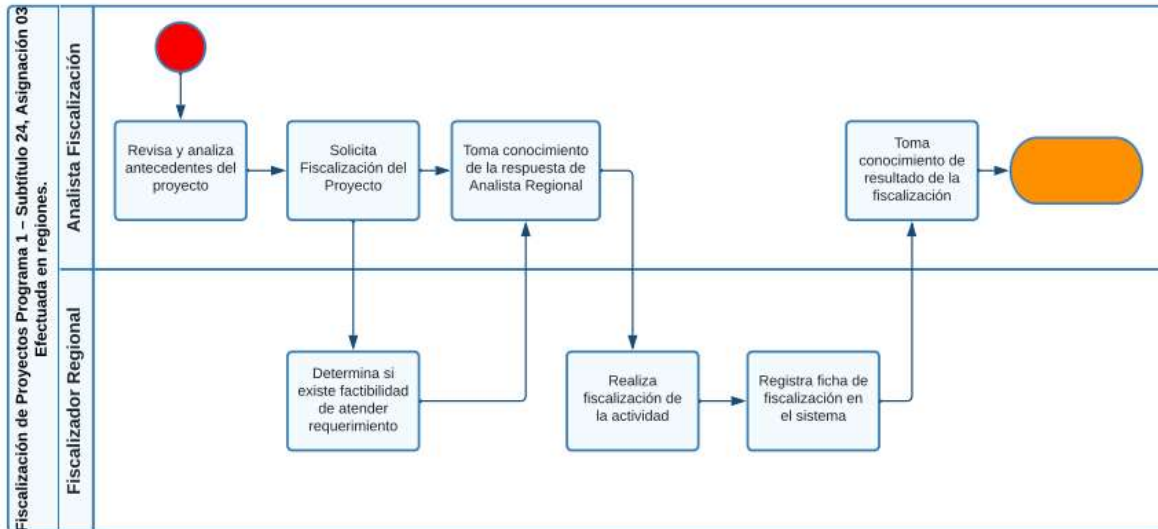 Fiscalización de Proyectos Programa 1 – Subtítulo 24, Asignación 03
Efectuada en regiones.
Analista Fiscalización
Revisa y analiza
antecedentes del
proyecto
Solicita
Fiscalización del
Proyecto
Toma conocimiento
de la respuesta de
Analista Regional
Toma
conocimiento de
resultado de la
fiscalización
Fiscalizador Regional
Determina si
existe factibilidad
de atender
requerimiento
Realiza
fiscalización de
la actividad
Registra ficha de
fiscalización en
el sistema